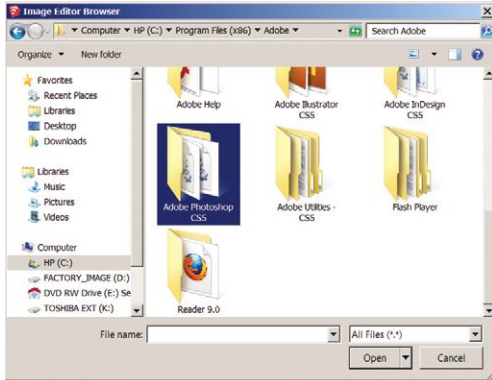 Image Editor Browser
Computer ▾ HP (C:) ▾ Program Files (x86) ▾ Adobe ▾
Search Adobe
Organize ▾ New folder
Favorites
Recent Places
Libraries
Desktop
Downloads
Libraries
Music
Pictures
Videos
Computer
HP (C:)
FACTORY_IMAGE (D:)
DVD RW Drive (E:) Se
TOSHIBA EXT (K:)
Adobe Help
Adobe Illustrator
CS5
Adobe InDesign
CS5
Adobe Photoshop
CS5
Adobe Utilities -
CS5
Flash Player
Reader 9.0
File name:
All Files (*.*)
Open
Cancel